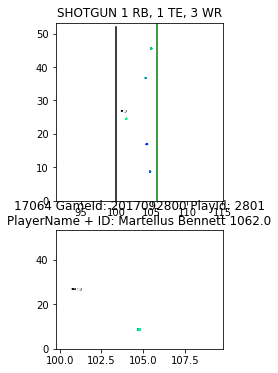 SHOTGUN 1 RB, 1 TE, 3 WR
50
40
30
20
10
0
95 100 105 110 115
17064 GameId: 2017092800 PlayId: 2801
PlayerName + ID: Martellus Bennett 1062.0
40
20
0
100.0 102.5 105.0 107.5